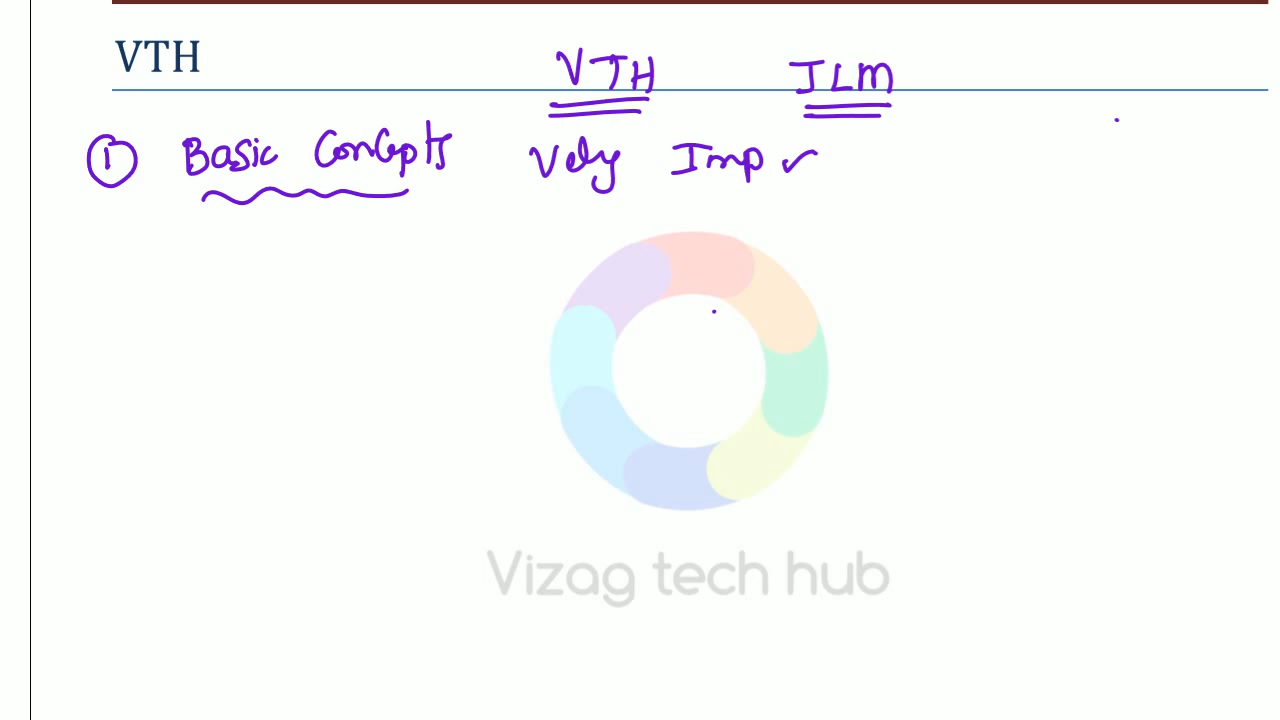 VTH
VTH JLM
① Basic Concepts Very Imp ✓
Vizag tech hub